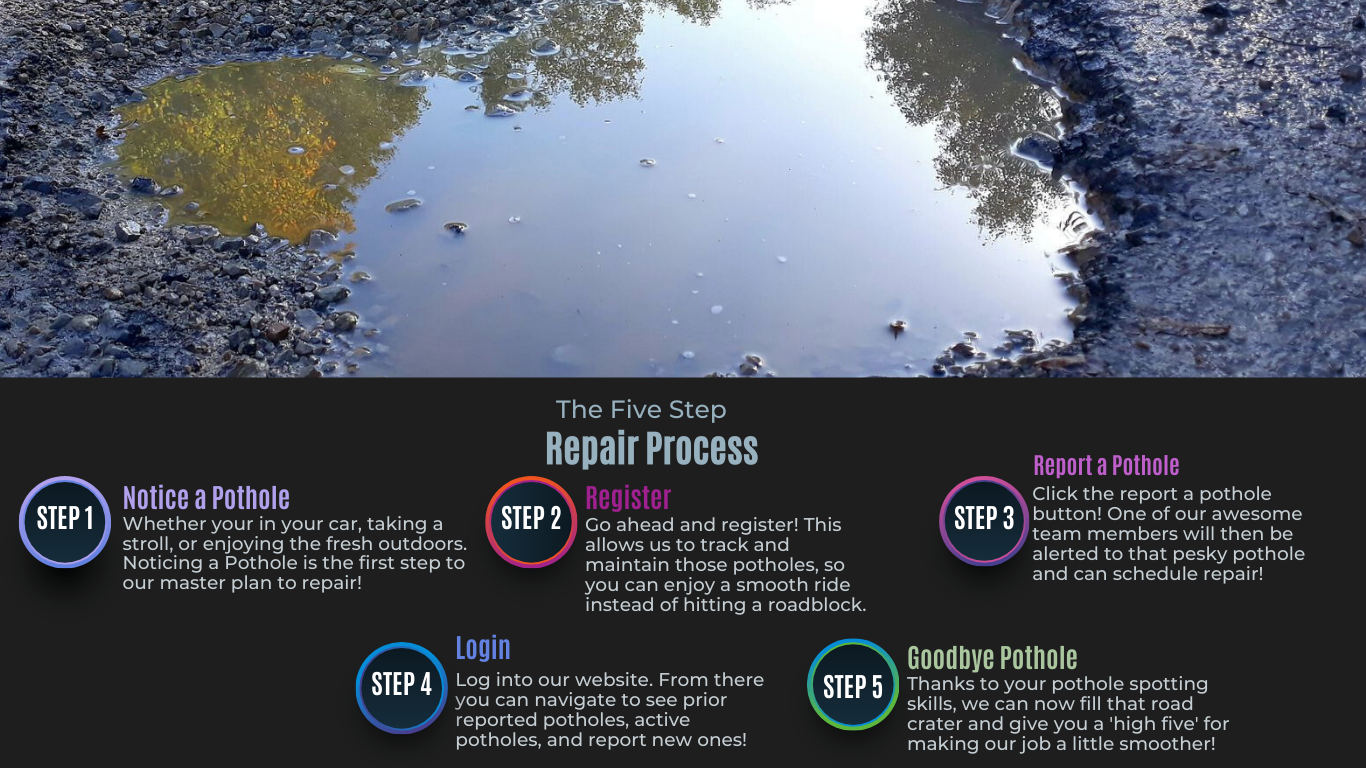 The Five Step
Repair Process
STEP 1
Notice a Pothole
Whether your in your car, taking a
stroll, or enjoying the fresh outdoors.
Noticing a Pothole is the first step to
our master plan to repair!
STEP 2
Register
Go ahead and register! This
allows us to track and
maintain those potholes, so
you can enjoy a smooth ride
instead of hitting a roadblock.
STEP 3
Report a Pothole
Click the report a pothole
button! One of our awesome
team members will then be
alerted to that pesky pothole
and can schedule repair!
STEP 4
Login
Log into our website. From there
you can navigate to see prior
reported potholes, active
potholes, and report new ones!
STEP 5
Goodbye Pothole
Thanks to your pothole spotting
skills, we can now fill that road
crater and give you a 'high five' for
making our job a little smoother!